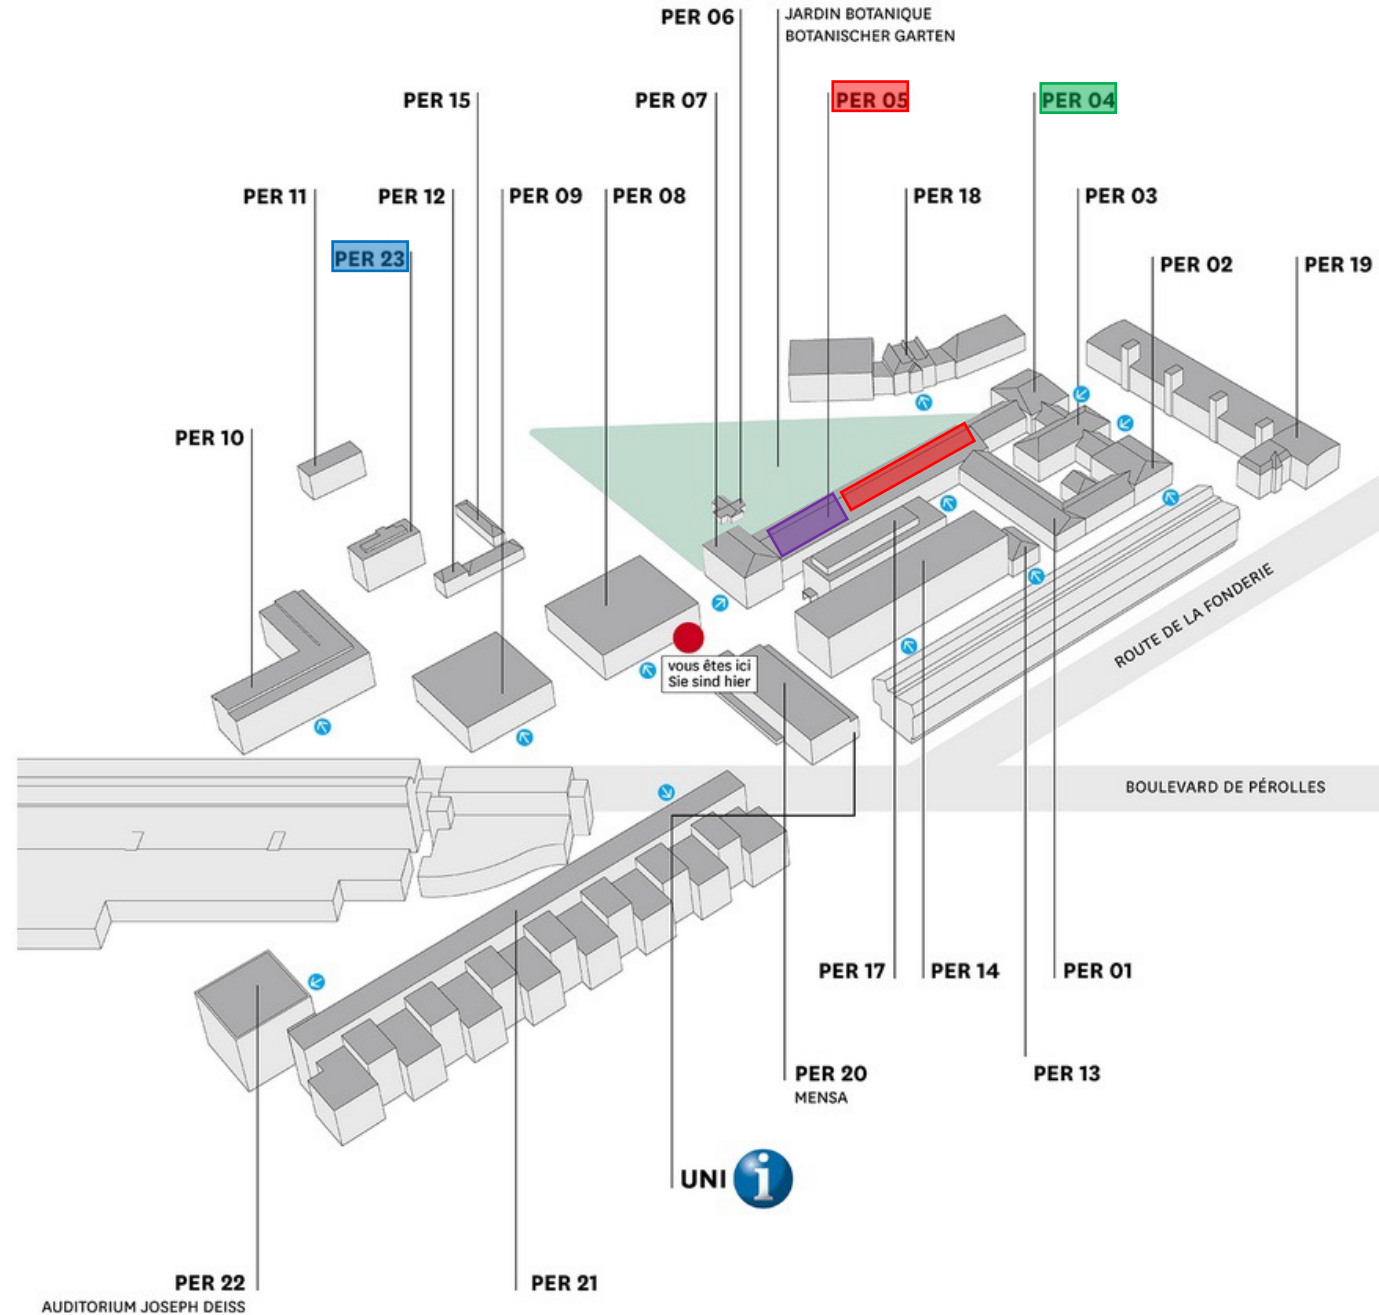 PER 06
JARDIN BOTANIQUE
BOTANISCHER GARTEN
PER 15
PER 07
PER 05
PER 04
PER 11
PER 12
PER 09
PER 08
PER 18
PER 03
PER 23
PER 02
PER 19
PER 10
ROUTE DE LA FONDERIE
vous êtes ici
Sie sind hier
BOULEVARD DE PÉROLLES
PER 17
PER 14
PER 01
PER 20
MENSA
PER 13
UNI i
PER 22
AUDITORIUM JOSEPH DEISS
PER 21